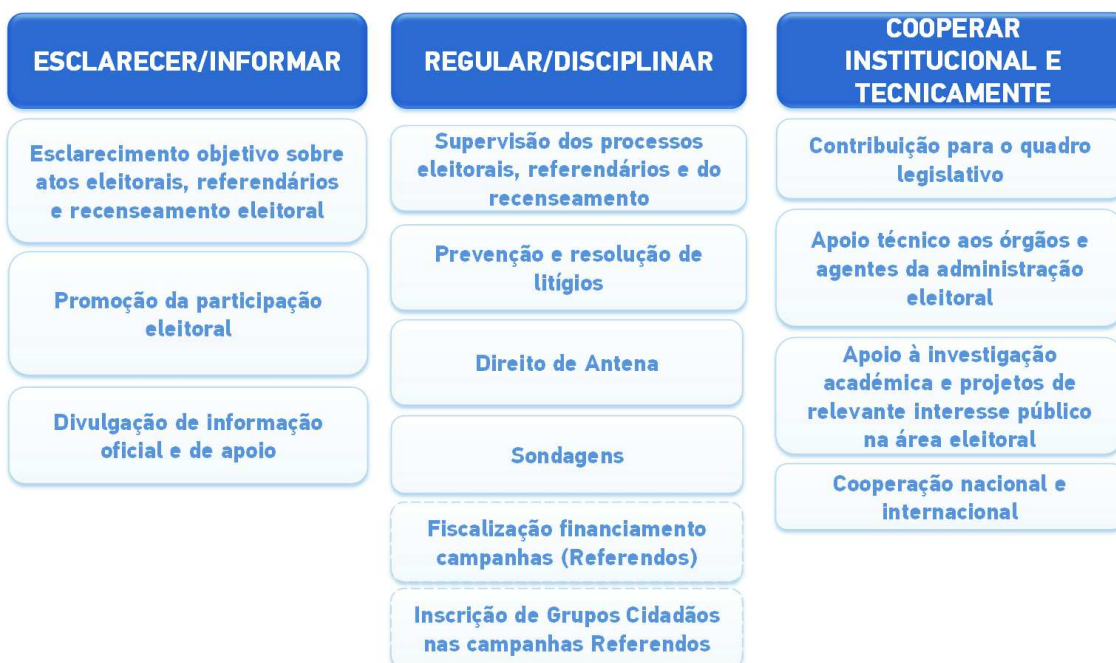 ESCLARECER/INFORMAR
Esclarecimento objetivo sobre
atos eleitorais, referendários
e recenseamento eleitoral
Promoção da participação
eleitoral
Divulgação de informação
oficial e de apoio
REGULAR/DISCIPLINAR
Supervisão dos processos
eleitorais, referendários e do
recenseamento
Prevenção e resolução de
litígios
Direito de Antena
Sondagens
Fiscalização financiamento
campanhas (Referendos)
Inscrição de Grupos Cidadãos
nas campanhas Referendos
COOPERAR
INSTITUCIONAL E
TECNICAMENTE
Contribuição para o quadro
legislativo
Apoio técnico aos órgãos e
agentes da administração
eleitoral
Apoio à investigação
académica e projetos de
relevante interesse público
na área eleitoral
Cooperação nacional e
internacional